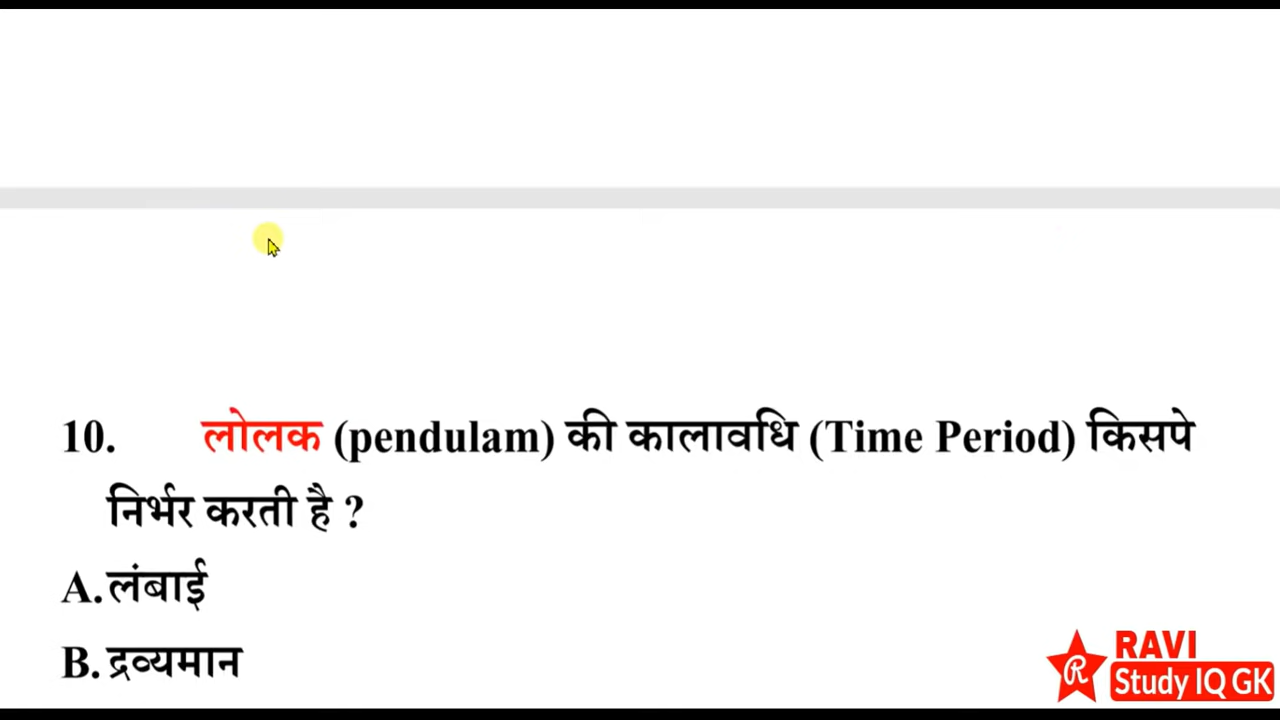 10. लोलक (pendulam) की कालावधि (Time Period) किसपे
निर्भर करती है ?
A. लंबाई
B. द्रव्यमान
RAVI
R
Study IQ GK